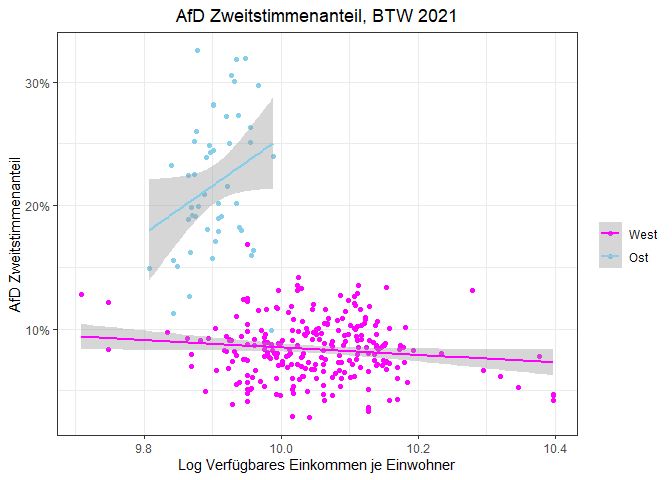 AfD Zweitstimmenanteil, BTW 2021
AfD Zweitstimmenanteil
30%
20%
10%
9.8 10.0 10.2 10.4
Log Verfügbares Einkommen je Einwohner
West
Ost